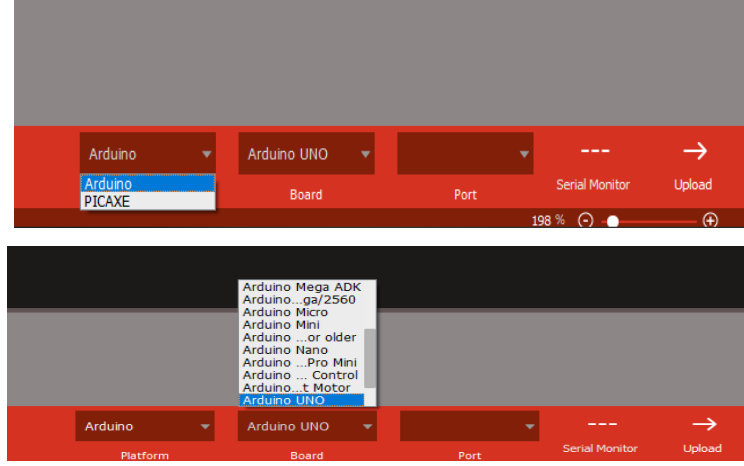 Arduino
Arduino UNO
---
Arduino
PICAXE
Board
Port
Serial Monitor
Upload
198 %
Arduino Mega ADK
Arduino...ga/2560
Arduino Micro
Arduino Mini
Arduino ...or older
Arduino Nano
Arduino ...Pro Mini
Arduino ... Control
Arduino...t Motor
Arduino UNO
Arduino
Arduino UNO
---
Platform
Board
Port
Serial Monitor
Upload